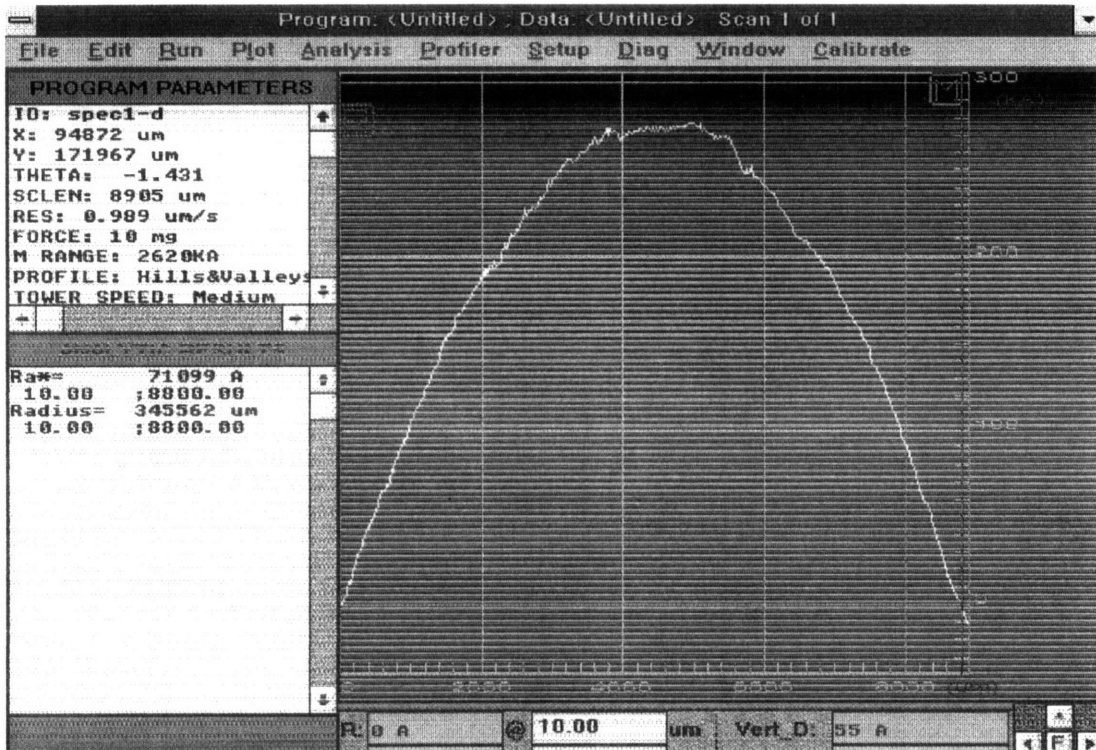 Program: <Untitled> ; Data: <Untitled> Scan 1 of 1
File Edit Run Plot Analysis Profiler Setup Diag Window Calibrate
PROGRAM PARAMETERS
ID: spec1-d
X: 94872 um
Y: 171967 um
THETA: -1.431
SCLEN: 8905 um
RES: 0.989 um/s
FORCE: 10 mg
M RANGE: 2620KA
PROFILE: Hills&Valleys
TOWER SPEED: Medium
Ra*= 71099 A
10.00 ;8800.00
Radius= 345562 um
10.00 ;8800.00
300
200
100
0
0 2000 4000 6000 8000 (um)
R: 0 A @ 10.00 um Vert_D: 55 A
F